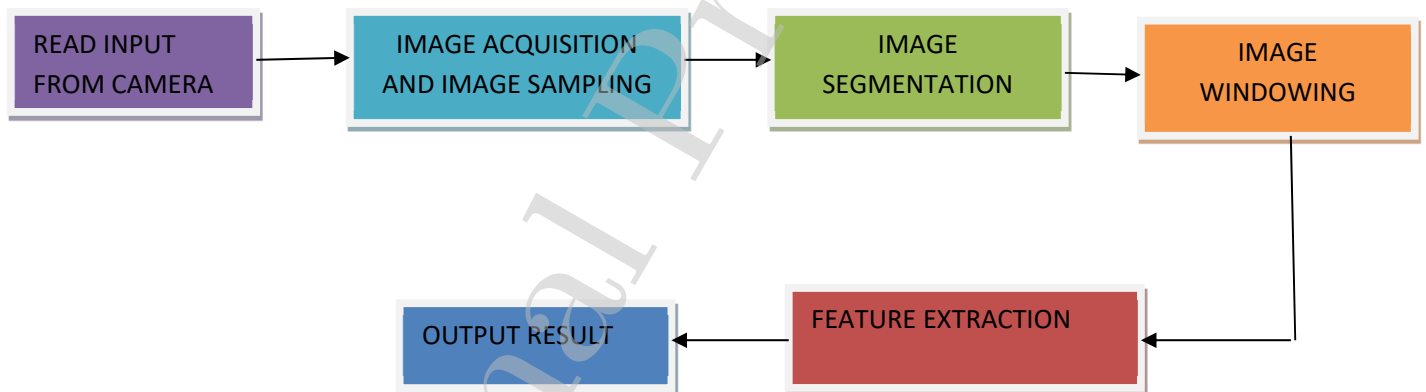 READ INPUT
FROM CAMERA
IMAGE ACQUISITION
AND IMAGE SAMPLING
IMAGE
SEGMENTATION
IMAGE
WINDOWING
FEATURE EXTRACTION
OUTPUT RESULT